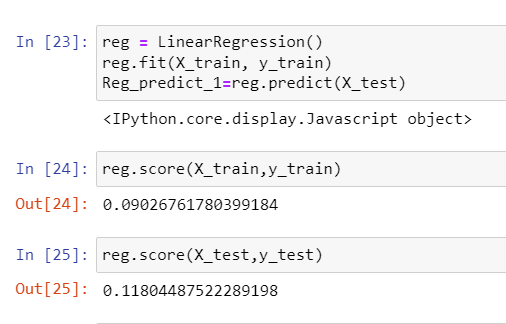 In [23]: reg = LinearRegression()
reg.fit(X_train, y_train)
Reg_predict_1=reg.predict(X_test)
<IPython.core.display.Javascript object>
In [24]: reg.score(X_train,y_train)
Out[24]: 0.09026761780399184
In [25]: reg.score(X_test,y_test)
Out[25]: 0.11804487522289198